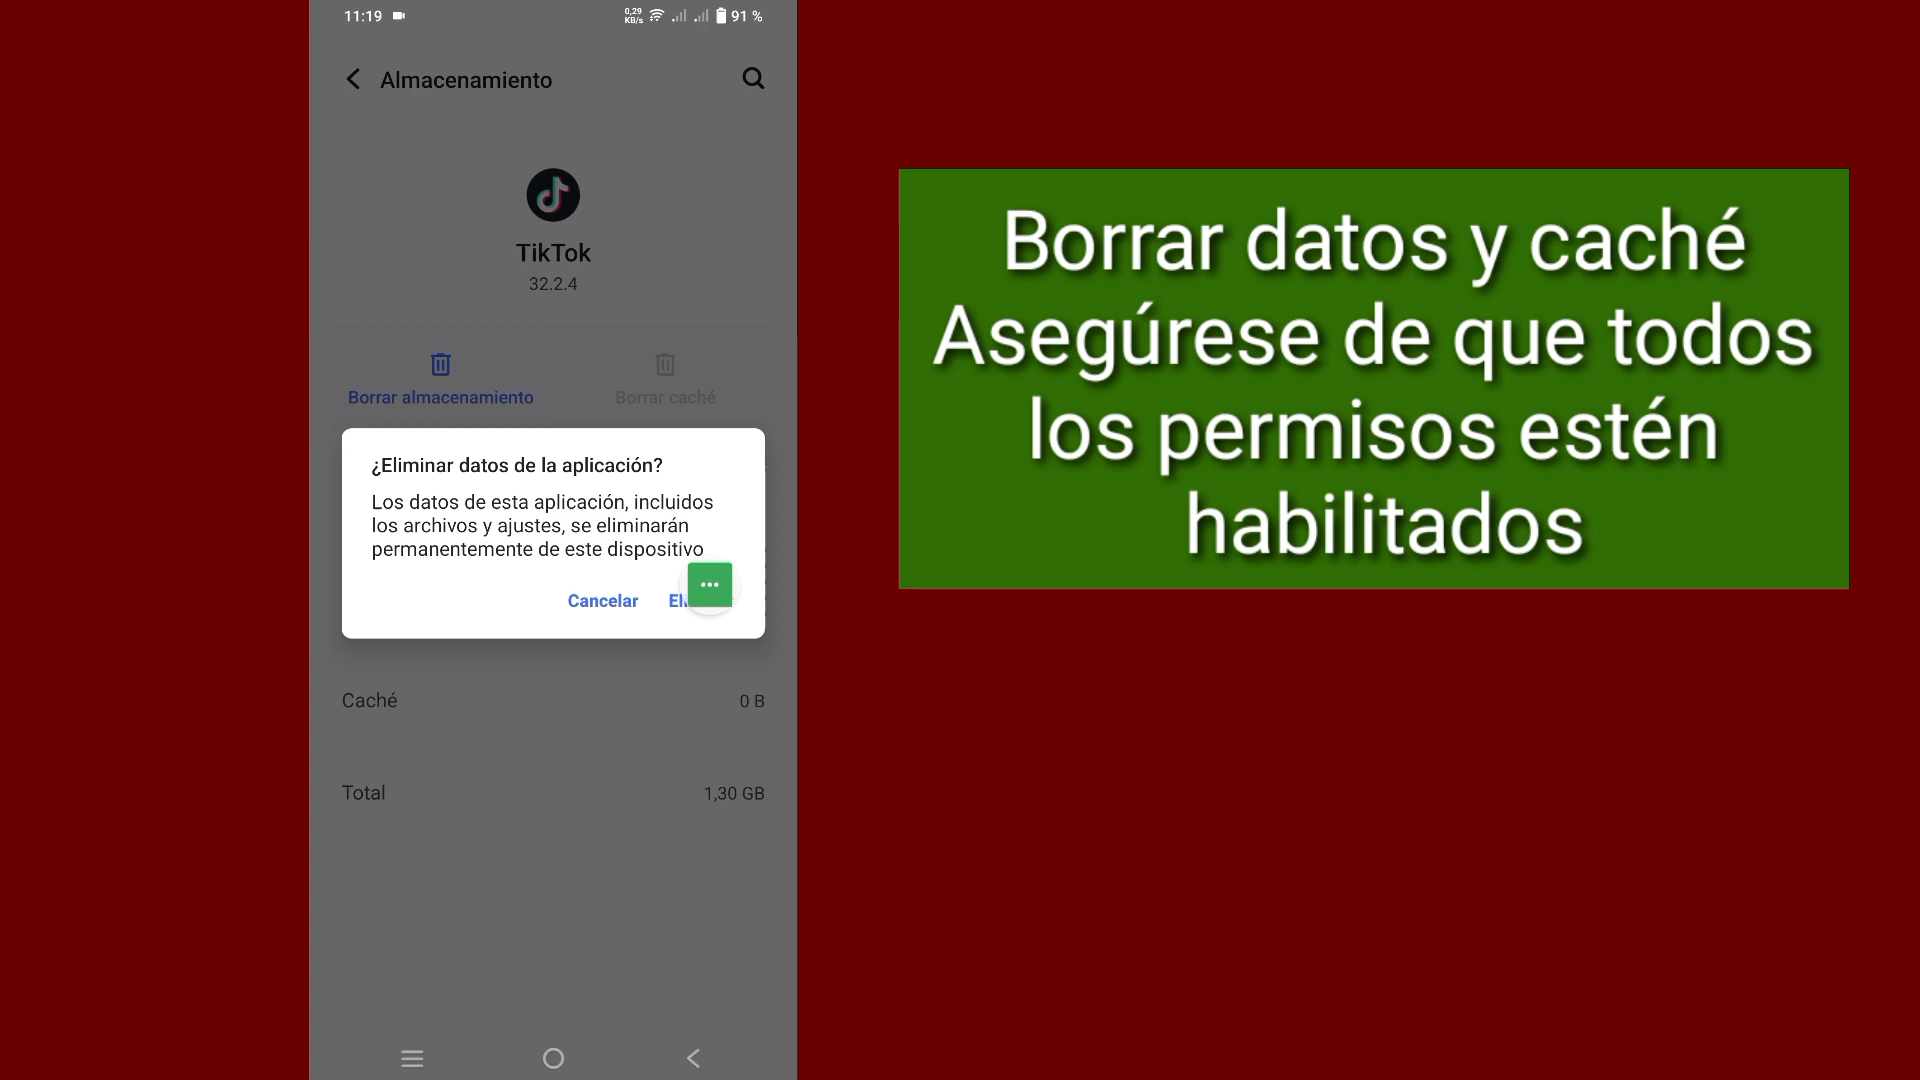 11:19
0,29
KB/s
91 %
Almacenamiento
TikTok
32.2.4
Borrar almacenamiento
Borrar caché
¿Eliminar datos de la aplicación?
Los datos de esta aplicación, incluidos
los archivos y ajustes, se eliminarán
permanentemente de este dispositivo
Cancelar
Caché
0 B
Total
1,30 GB
Borrar datos y caché
Asegúrese de que todos
los permisos estén
habilitados